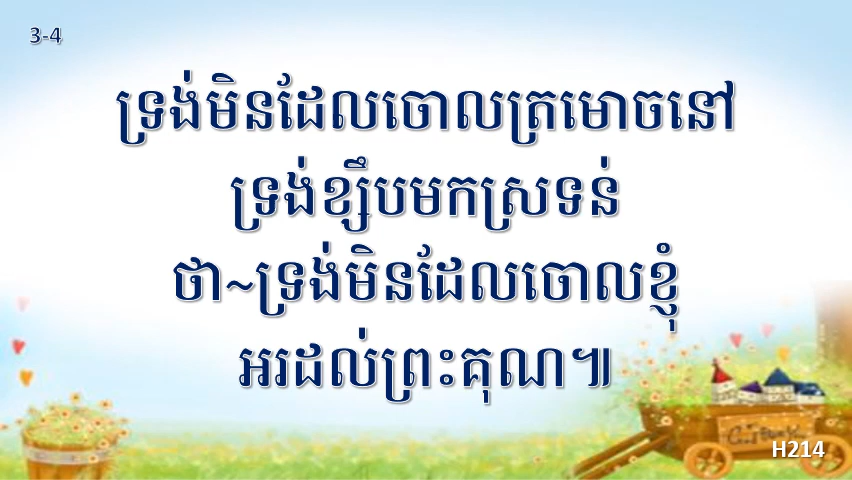 3-4
ទ្រង់មិនដែលចោលត្រមោចនៅ
ទ្រង់ខ្សឹបមកស្រទន់
ថា~ទ្រង់មិនដែលចោលខ្ញុំ
អរដល់ព្រះគុណ៕
H214